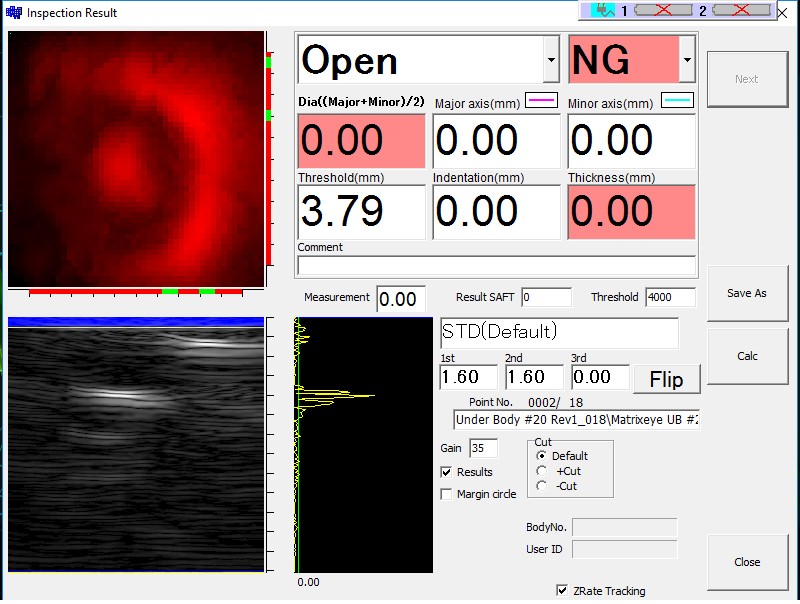 Inspection Result
1 2
Open NG
Next
Dia((Major+Minor)/2) Major axis(mm) Minor axis(mm)
0.00 0.00 0.00
Threshold(mm) Indentation(mm) Thickness(mm)
3.79 0.00 0.00
Comment
Measurement 0.00 Result SAFT 0 Threshold 4000
Save As
STD(Default)
Calc
1st 2nd 3rd
1.60 1.60 0.00 Flip
Point No. 0002/ 18
Under Body #20 Rev1_018\Matrixeye UB #2
Gain 35
Cut
Default
Results
+Cut
-Cut
Margin circle
BodyNo.
User ID
Close
0.00
ZRate Tracking